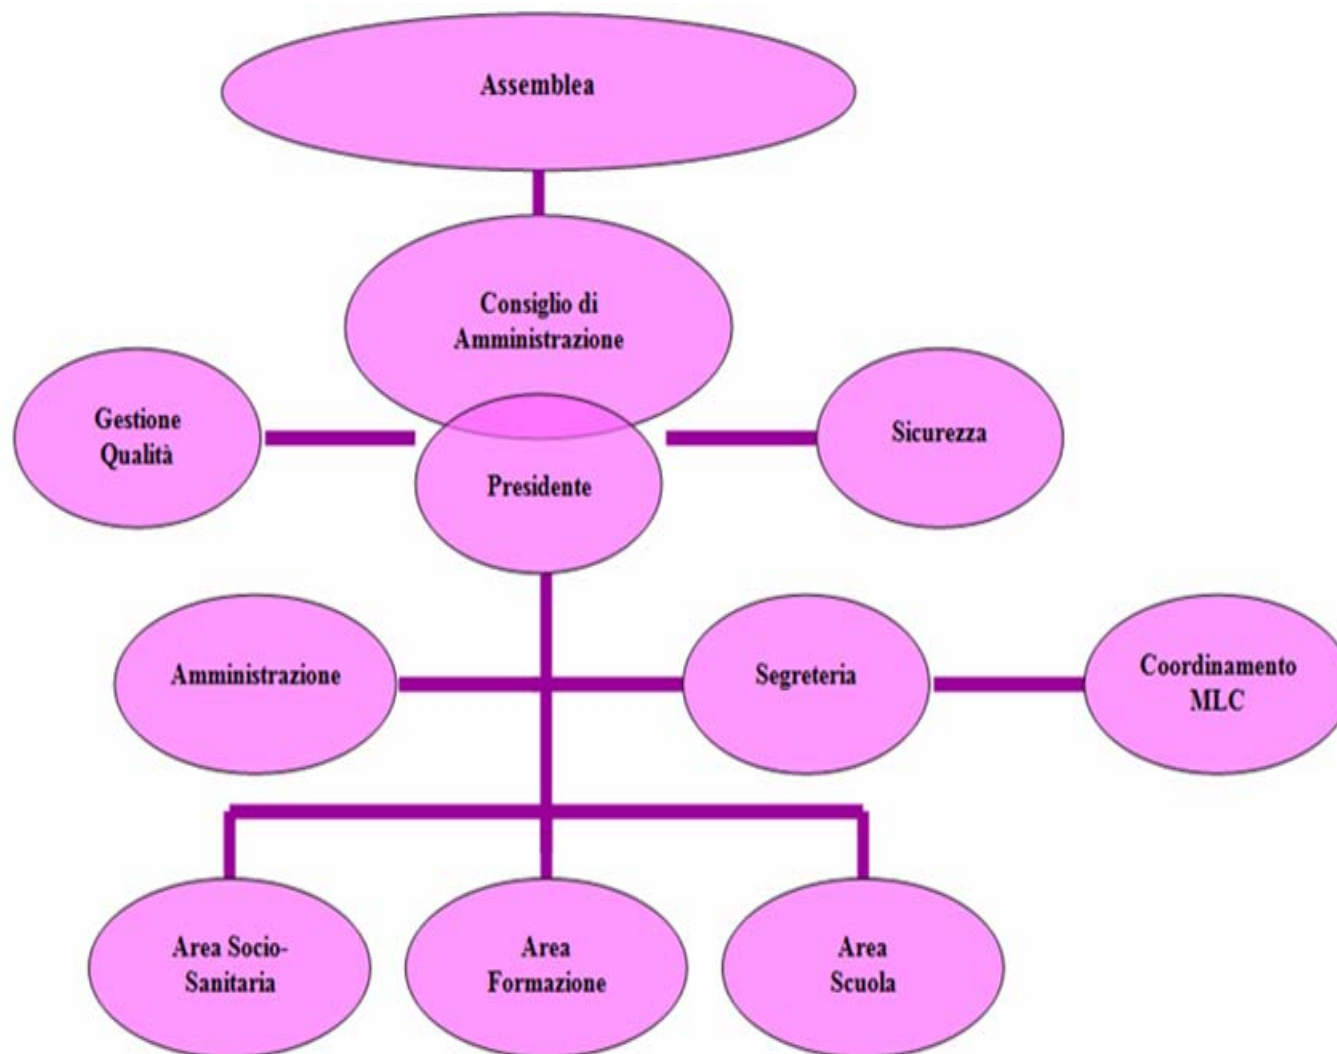 Assemblea
Consiglio di
Amministrazione
Gestione
Qualità
Sicurezza
Presidente
Amministrazione
Segreteria
Coordinamento
MLC
Area Socio-
Sanitaria
Area
Formazione
Area
Scuola